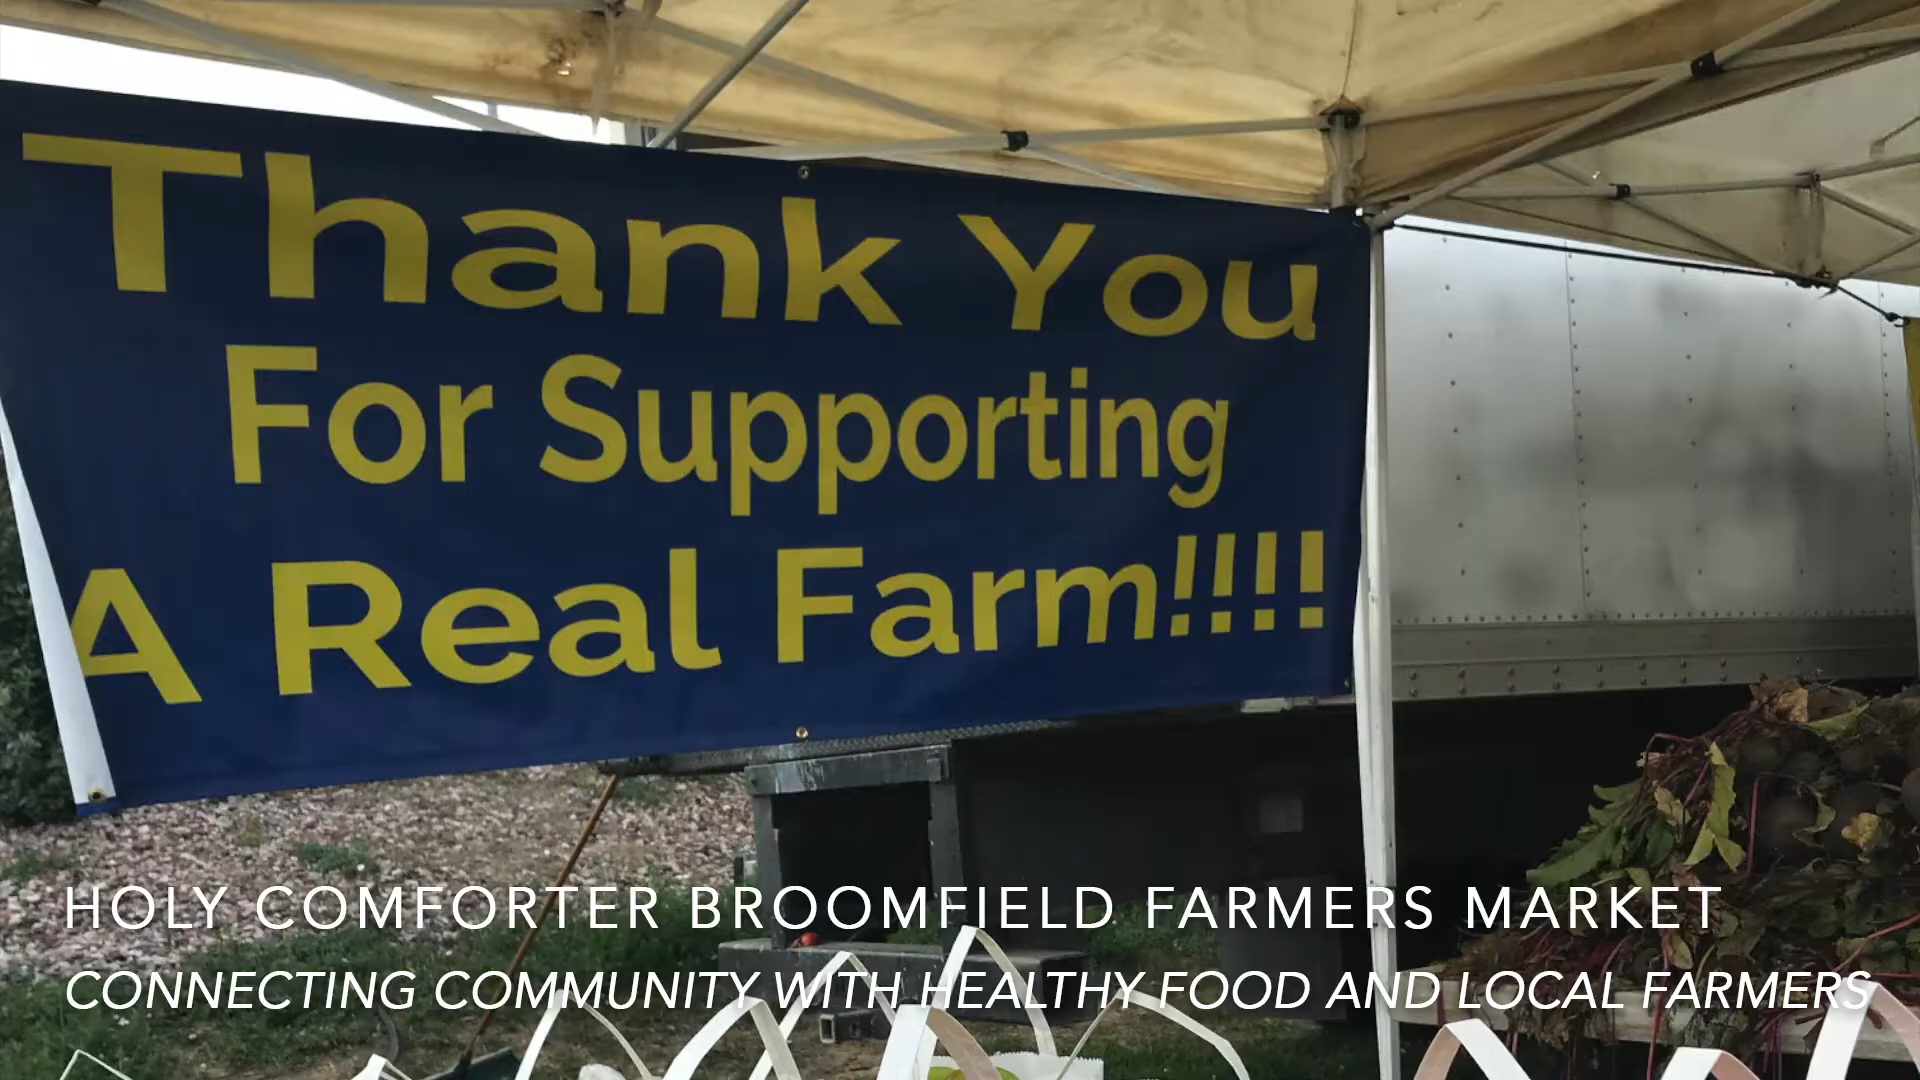 Thank You
For Supporting
A Real Farm!!!!
HOLY COMFORTER BROOMFIELD FARMERS MARKET
CONNECTING COMMUNITY WITH HEALTHY FOOD AND LOCAL FARMERS